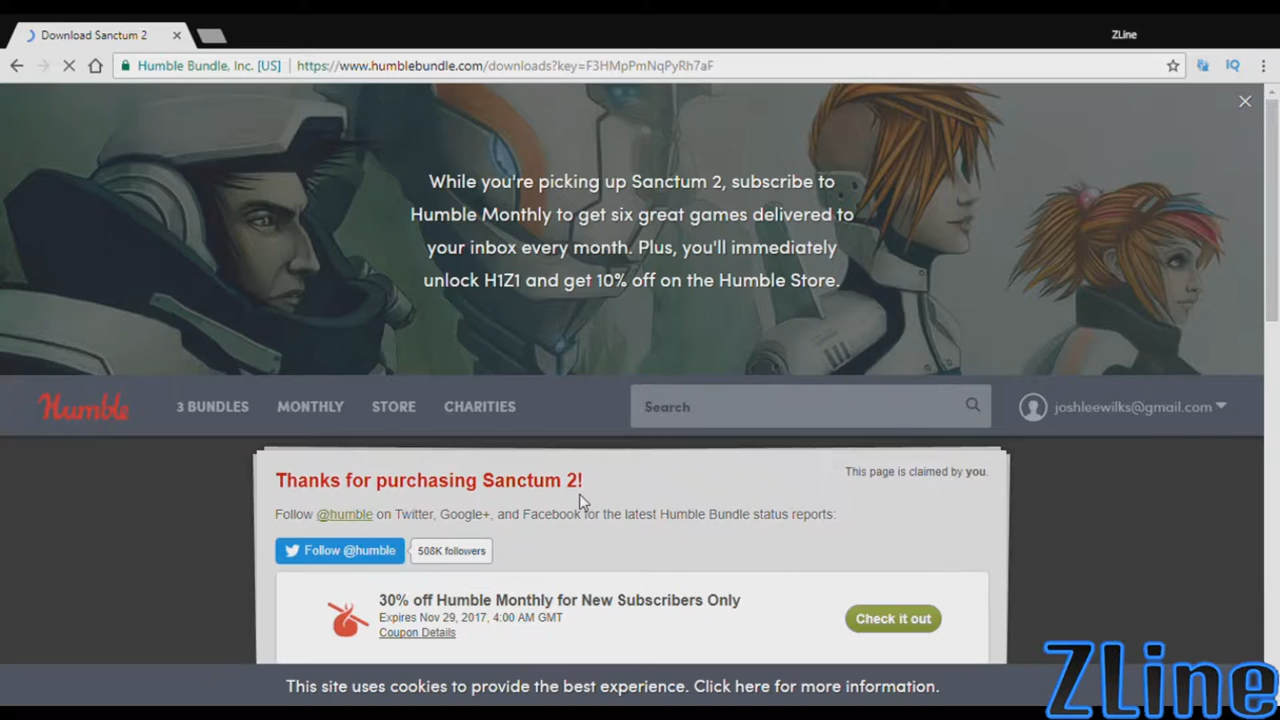 Download Sanctum 2
ZLine
Humble Bundle, Inc. [US] https://www.humblebundle.com/downloads?key=F3HMpPmNqPyRh7aF
IQ
While you're picking up Sanctum 2, subscribe to
Humble Monthly to get six great games delivered to
your inbox every month. Plus, you'll immediately
unlock H1Z1 and get 10% off on the Humble Store.
Humble 3 BUNDLES MONTHLY STORE CHARITIES Search joshleewilks@gmail.com
Thanks for purchasing Sanctum 2!
This page is claimed by you.
Follow @humble on Twitter, Google+, and Facebook for the latest Humble Bundle status reports:
Follow @humble 508K followers
30% off Humble Monthly for New Subscribers Only
Expires Nov 29, 2017, 4:00 AM GMT
Coupon Details
Check it out
This site uses cookies to provide the best experience. Click here for more information.
ZLine